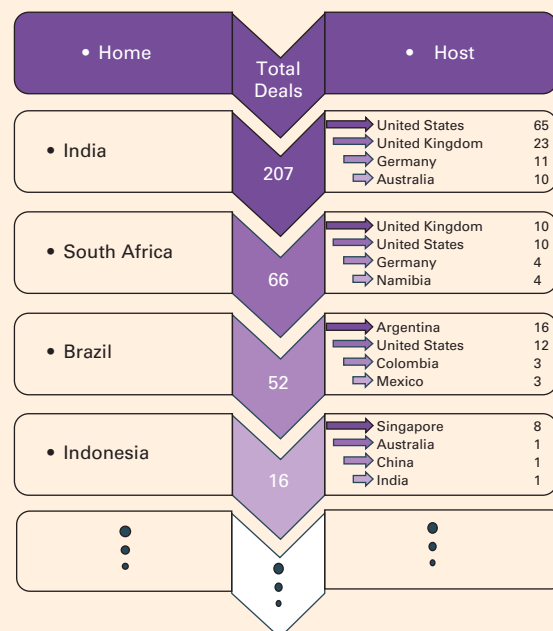 • Home
Total
Deals
• Host
• India
207
United States 65
United Kingdom 23
Germany 11
Australia 10
• South Africa
66
United Kingdom 10
United States 10
Germany 4
Namibia 4
• Brazil
52
Argentina 16
United States 12
Colombia 3
Mexico 3
• Indonesia
16
Singapore 8
Australia 1
China 1
India 1